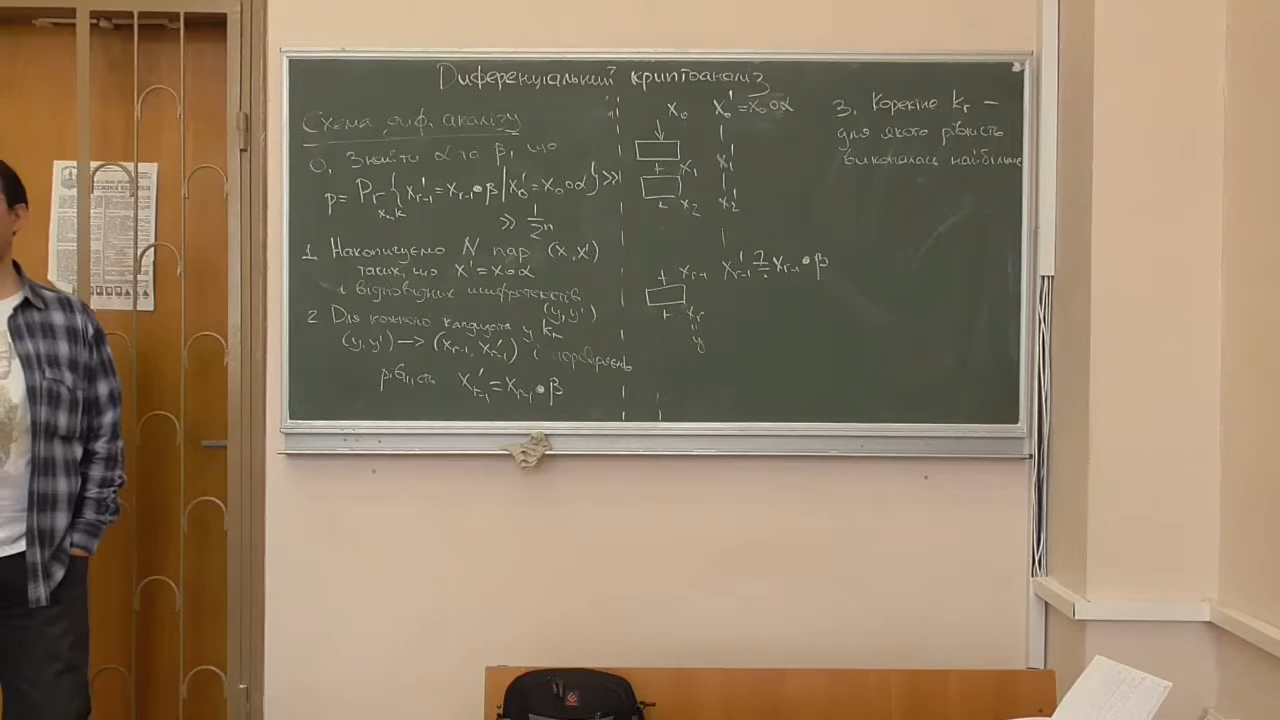 Диференціальний криптоаналіз
Схема диф. аналізу
0. Знайти α та β, що
p = Pr {x'ᵣ₋₁ = xᵣ₋₁ • β | x'₀ = x₀ ∘ α} >>
x₀, k
>> 1/2ⁿ
1. Накопичуємо N пар (x, x')
таких, що x' = x ∘ α
і відповідних шифротекстів
(y, y')
2. Для кожного кандидата у kᵣ
(y, y') → (xᵣ₋₁, x'ᵣ₋₁) і перевіряємо
рівність x'ᵣ₋₁ = xᵣ₋₁ • β
x₀ x'₀ = x₀ ∘ α
+ x₁ x'₁
+ x₂ x'₂
+ xᵣ₋₁ x'ᵣ₋₁ ?= xᵣ₋₁ • β
+ xᵣ
=
y
3. Коректне kᵣ –
для якого рівність
виконалась найбільше